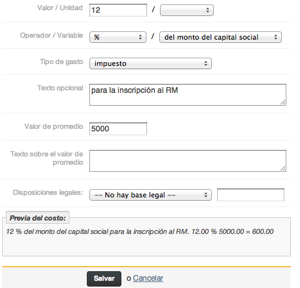 Valor / Unidad 12 /
Operador / Variable % / del monto del capital social
Tipo de gasto impuesto
Texto opcional para la inscripción al RM
Valor de promedio 5000
Texto sobre el valor de
promedio
Disposiciones legales: -- No hay base legal --
Previa del costo:
12 % del monto del capital social para la inscripción al RM. 12.00 % 5000.00 = 600.00
Salvar o Cancelar